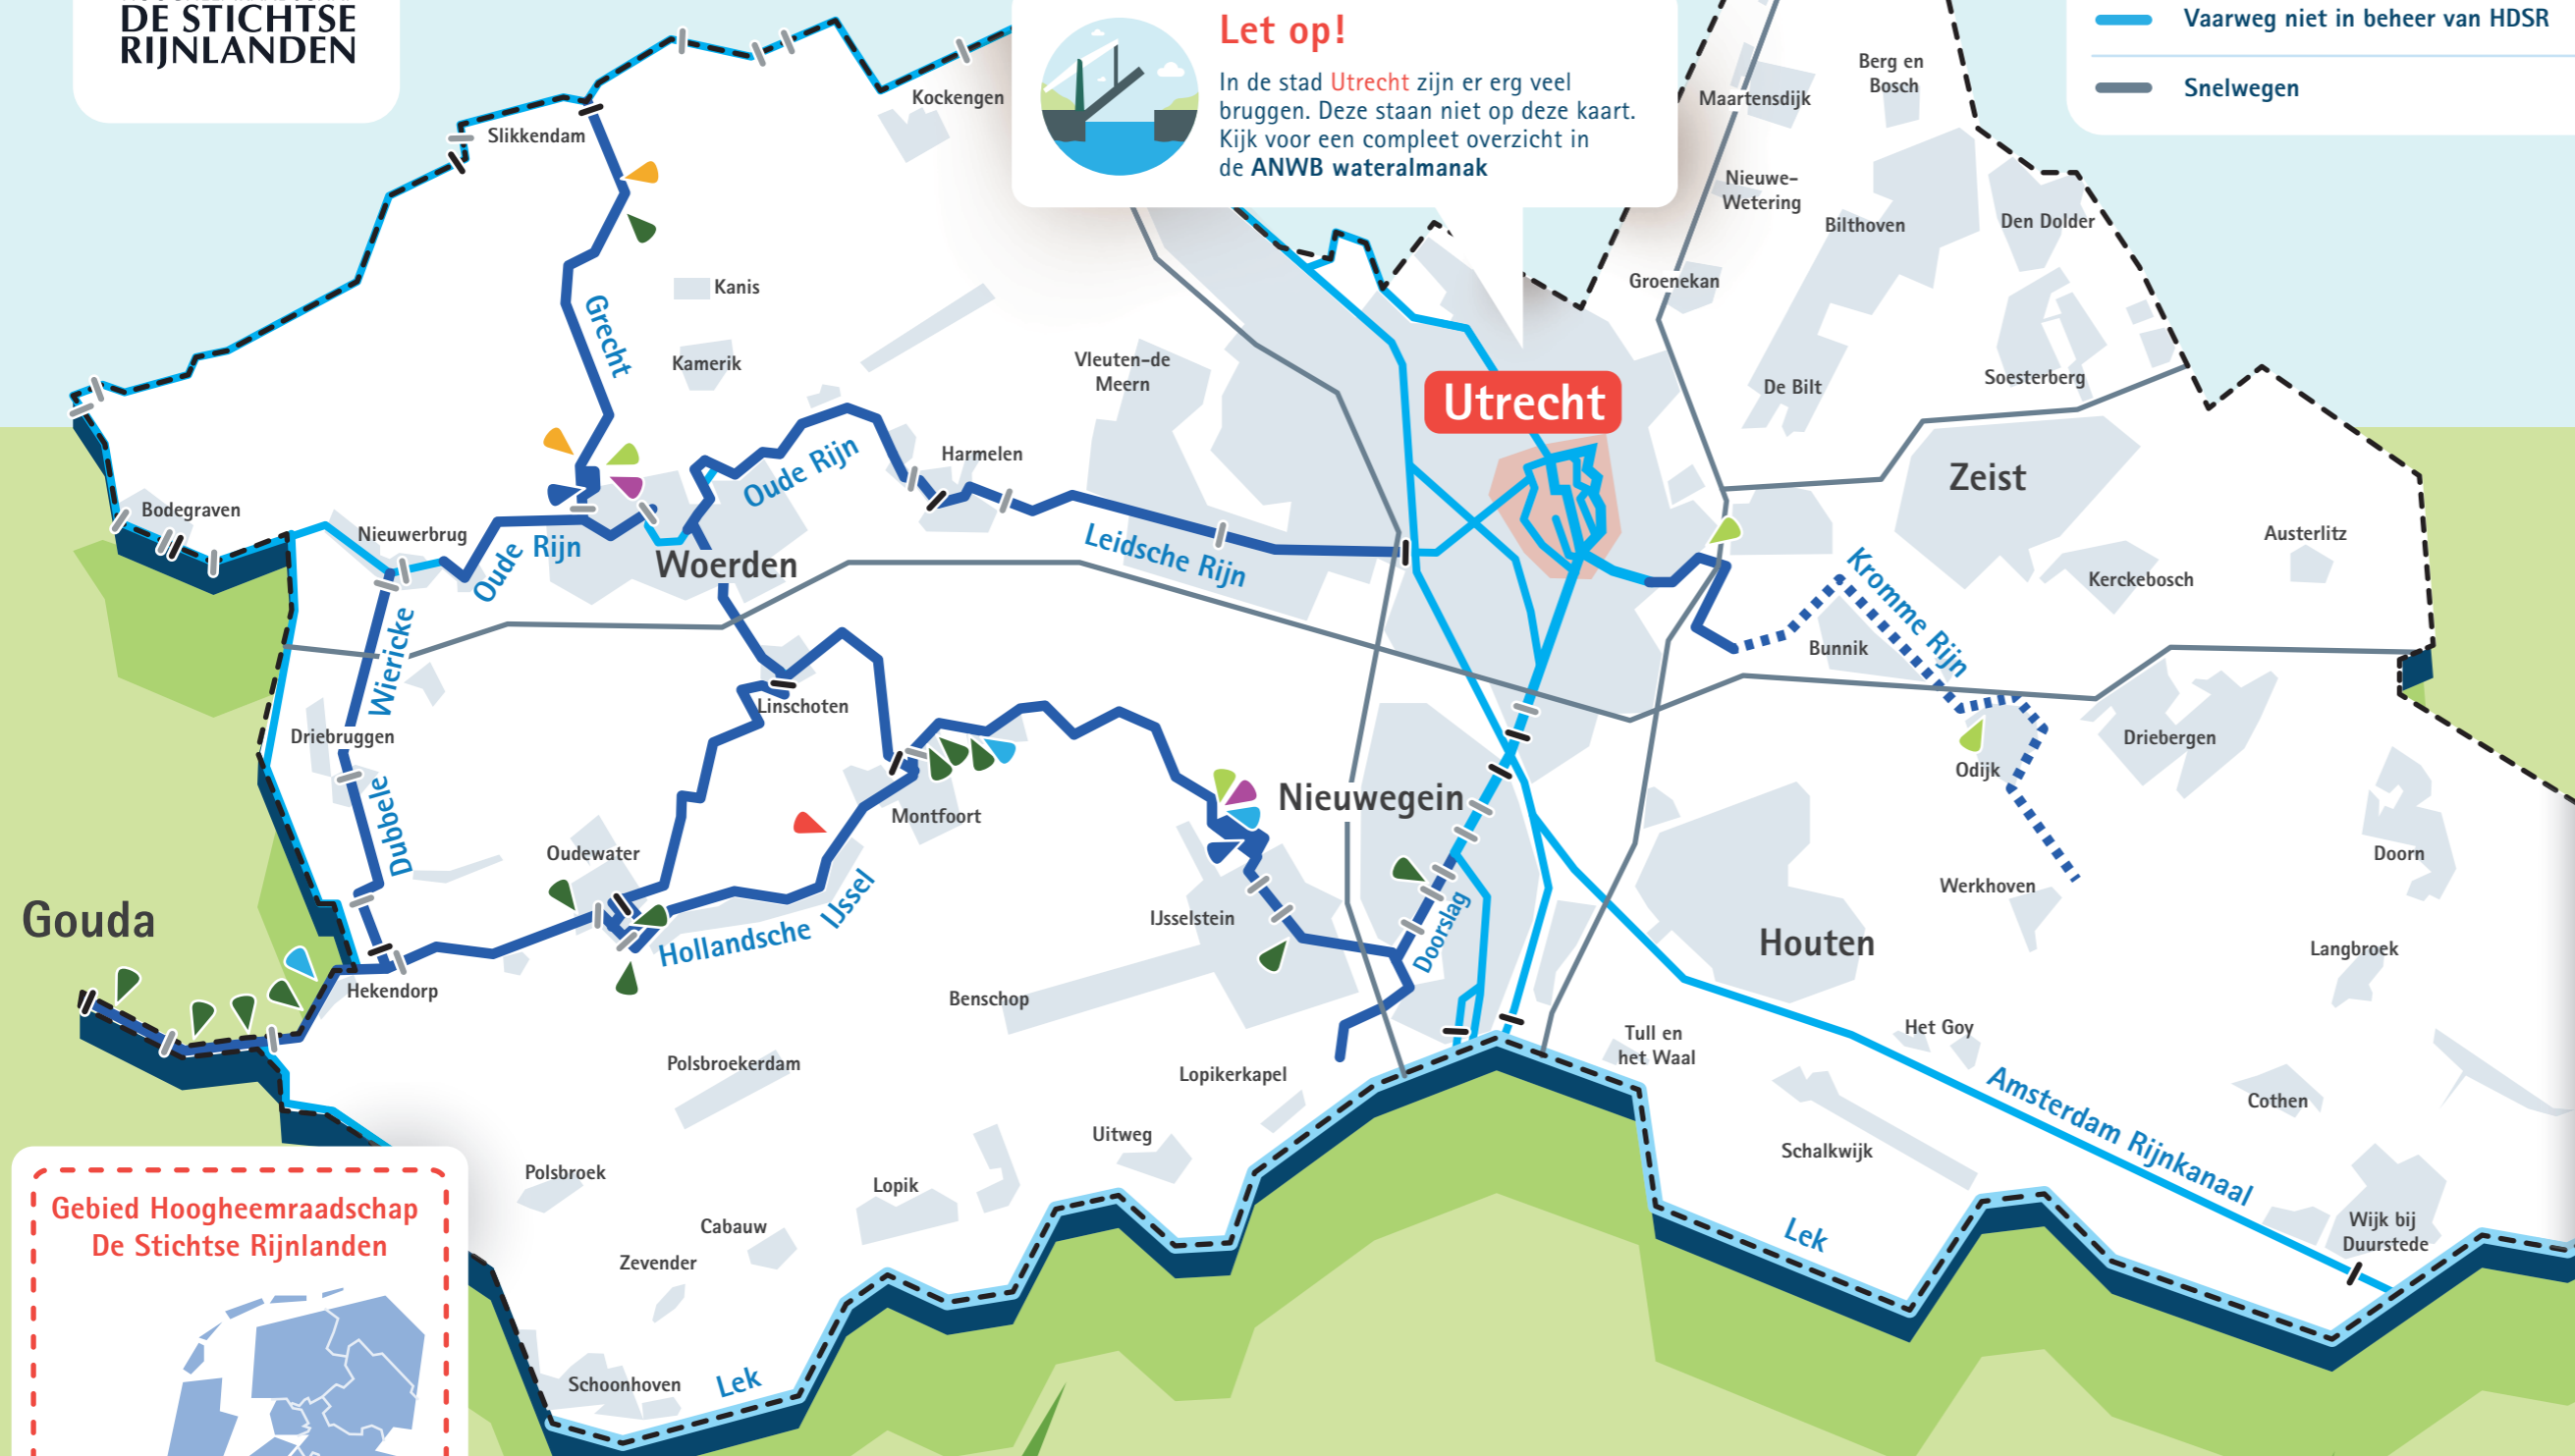 DE STICHTSE
RIJNLANDEN
Let op!
In de stad Utrecht zijn er erg veel
bruggen. Deze staan niet op deze kaart.
Kijk voor een compleet overzicht in
de ANWB wateralmanak
Vaarweg niet in beheer van HDSR
Snelwegen
Kockengen
Slikkendam
Berg en
Bosch
Maartensdijk
Nieuwe-
Wetering
Bilthoven
Den Dolder
Groenekan
Kanis
Grecht
Kamerik
Vleuten-de
Meern
Utrecht
De Bilt
Soesterberg
Oude Rijn
Harmelen
Zeist
Bodegraven
Nieuwerbrug
Oude Rijn
Woerden
Leidsche Rijn
Austerlitz
Kerckebosch
Kromme Rijn
Bunnik
Wiericke
Linschoten
Driebruggen
Driebergen
Odijk
Dubbele
Montfoort
Nieuwegein
Oudewater
Doorn
Werkhoven
Gouda
Hollandsche IJssel
IJsselstein
Doorslag
Houten
Langbroek
Hekendorp
Benschop
Het Goy
Tull en
het Waal
Polsbroekerdam
Lopikerkapel
Amsterdam Rijnkanaal
Cothen
Uitweg
Schalkwijk
Polsbroek
Lopik
Cabauw
Lek
Wijk bij
Duurstede
Zevender
Gebied Hoogheemraadschap
De Stichtse Rijnlanden
Schoonhoven
Lek